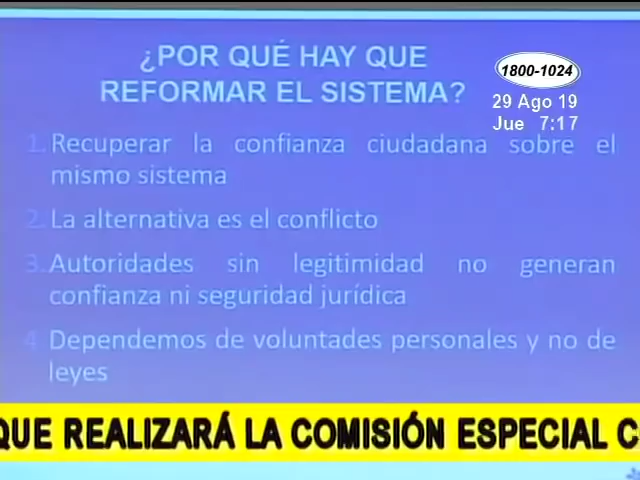 ¿POR QUÉ HAY QUE
REFORMAR EL SISTEMA?
1800-1024
29 Ago 19
Jue 7:17
1. Recuperar la confianza ciudadana sobre el
mismo sistema
2. La alternativa es el conflicto
3. Autoridades sin legitimidad no generan
confianza ni seguridad jurídica
4. Dependemos de voluntades personales y no de
leyes
QUE REALIZARÁ LA COMISIÓN ESPECIAL C